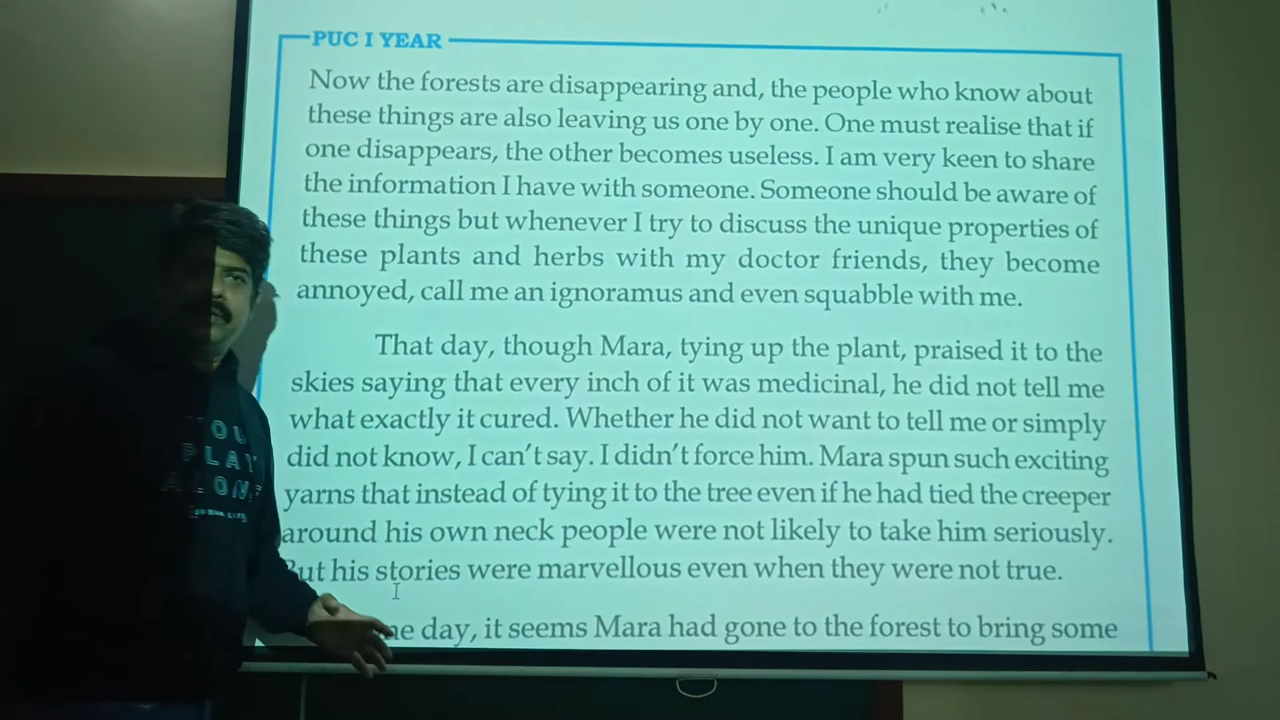 PUC I YEAR
Now the forests are disappearing and, the people who know about
these things are also leaving us one by one. One must realise that if
one disappears, the other becomes useless. I am very keen to share
the information I have with someone. Someone should be aware of
these things but whenever I try to discuss the unique properties of
these plants and herbs with my doctor friends, they become
annoyed, call me an ignoramus and even squabble with me.
That day, though Mara, tying up the plant, praised it to the
skies saying that every inch of it was medicinal, he did not tell me
what exactly it cured. Whether he did not want to tell me or simply
did not know, I can't say. I didn't force him. Mara spun such exciting
yarns that instead of tying it to the tree even if he had tied the creeper
around his own neck people were not likely to take him seriously.
But his stories were marvellous even when they were not true.
day, it seems Mara had gone to the forest to bring some
YOU
PLAY
ALONG